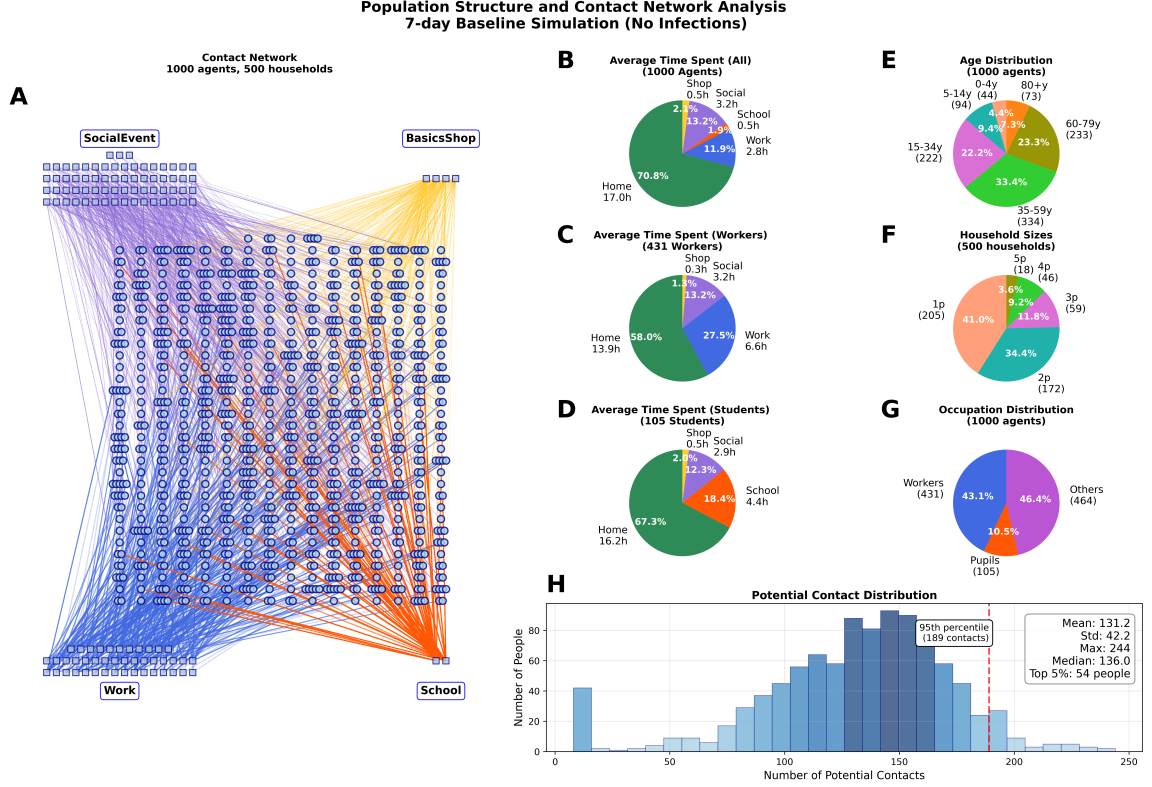 Population Structure and Contact Network Analysis
7-day Baseline Simulation (No Infections)
A
Contact Network
1000 agents, 500 households
SocialEvent
BasicsShop
Work
School
B
Average Time Spent (All)
(1000 Agents)
Shop
0.5h
Social
3.2h
School
0.5h
Work
2.8h
Home
17.0h
13.2%
1.9%
11.9%
70.8%
C
Average Time Spent (Workers)
(431 Workers)
Shop
0.3h
Social
3.2h
Work
6.6h
Home
13.9h
1.3%
13.2%
27.5%
58.0%
D
Average Time Spent (Students)
(105 Students)
Shop
0.5h
Social
2.9h
School
4.4h
Home
16.2h
2.0%
12.3%
18.4%
67.3%
E
Age Distribution
(1000 agents)
0-4y
(44)
80+y
(73)
5-14y
(94)
60-79y
(233)
15-34y
(222)
35-59y
(334)
4.4%
7.3%
9.4%
23.3%
22.2%
33.4%
F
Household Sizes
(500 households)
5p
(18)
4p
(46)
3p
(59)
1p
(205)
2p
(172)
3.6%
9.2%
11.8%
41.0%
34.4%
G
Occupation Distribution
(1000 agents)
Workers
(431)
Others
(464)
Pupils
(105)
43.1%
46.4%
10.5%
H
Potential Contact Distribution
Number of People
0
20
40
60
80
95th percentile
(189 contacts)
Mean: 131.2
Std: 42.2
Max: 244
Median: 136.0
Top 5%: 54 people
0
50
100
150
200
250
Number of Potential Contacts